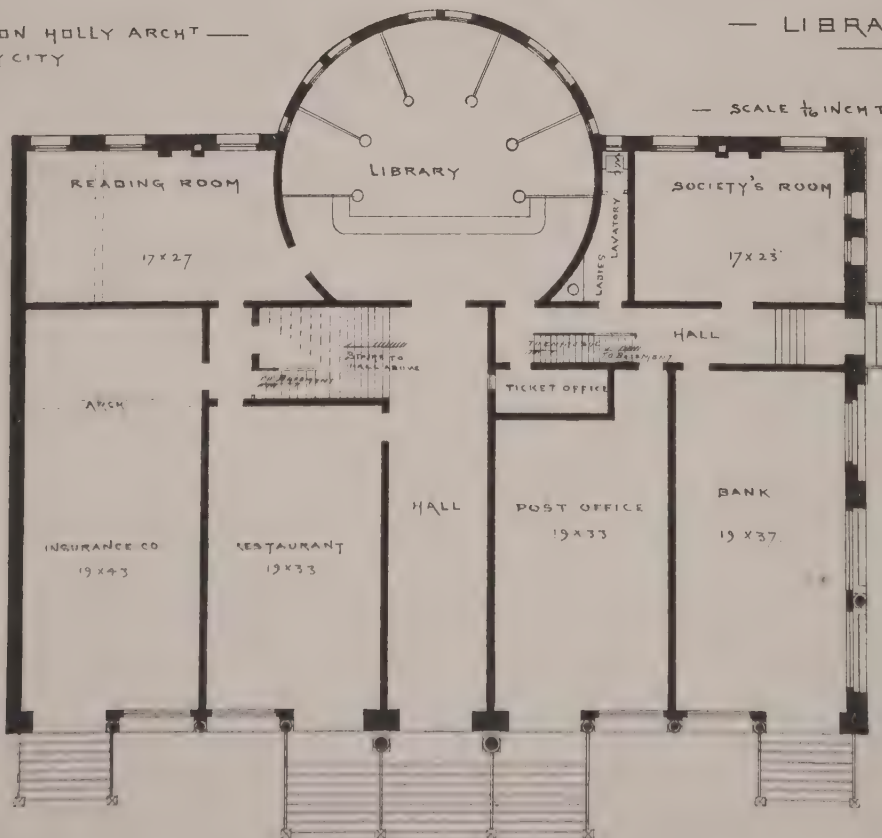 ON HOLLY ARCHT
Y CITY
— LIBRA
— SCALE 1/16 INCH T
LIBRARY
READING ROOM
17 x 27
SOCIETY'S ROOM
17 x 23
LADIES
LAVATORY
HALL
STAIRS TO
HALL ABOVE
TO BASEMENT
TO BASEMENT
TICKET OFFICE
ARCH
HALL
INSURANCE CO
19 x 43
RESTAURANT
19 x 33
POST OFFICE
19 x 33
BANK
19 x 37